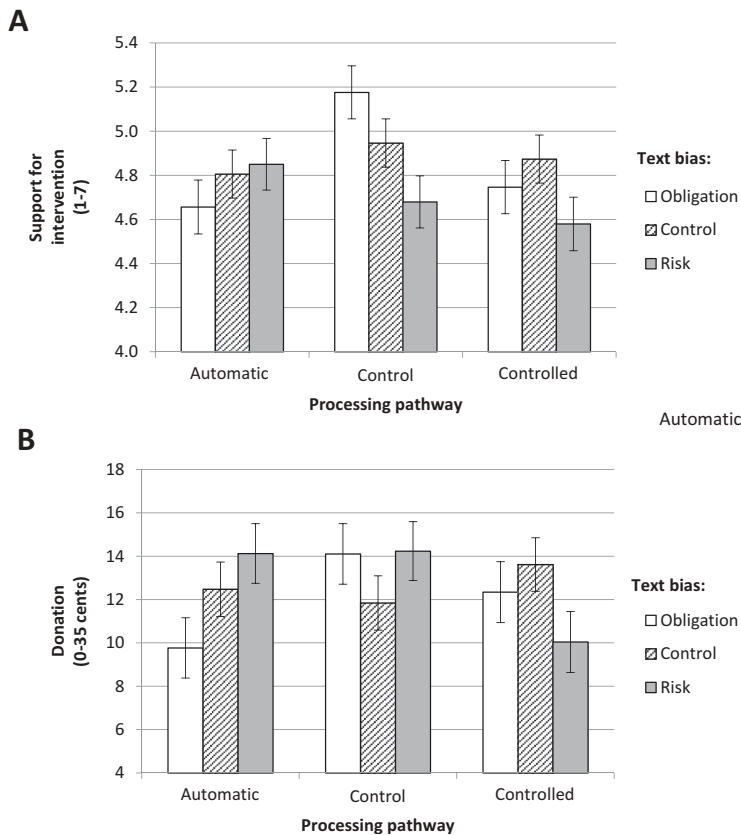 A
5.4
5.2
5.0
4.8
4.6
4.4
4.2
4.0
Support for
intervention
(1-7)
Automatic
Control
Controlled
Processing pathway
Text bias:
Obligation
Control
Risk
Automatic
B
18
16
14
12
10
8
6
4
Donation
(0-35 cents)
Automatic
Control
Controlled
Processing pathway
Text bias:
Obligation
Control
Risk